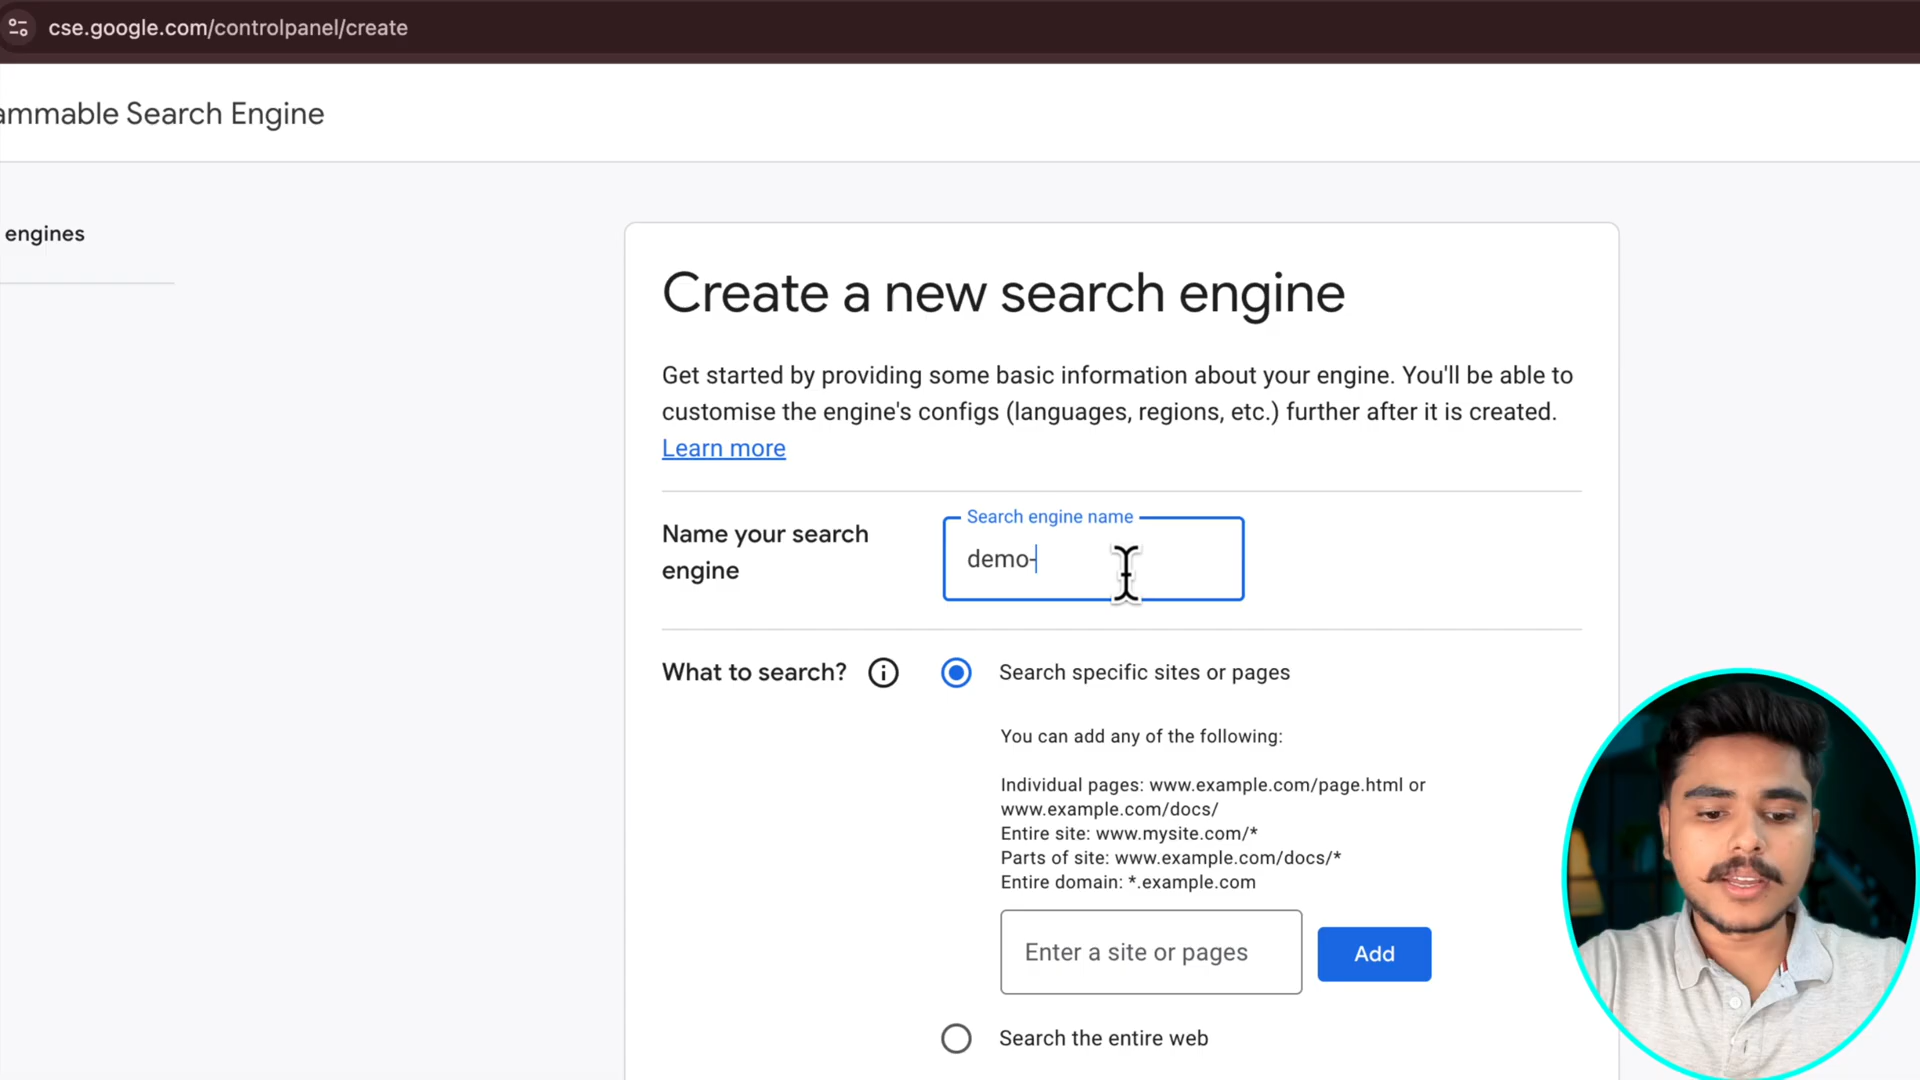 cse.google.com/controlpanel/create
ammable Search Engine
engines
Create a new search engine
Get started by providing some basic information about your engine. You'll be able to
customise the engine's configs (languages, regions, etc.) further after it is created.
Learn more
Name your search
engine
Search engine name
demo-
What to search?
Search specific sites or pages
You can add any of the following:
Individual pages: www.example.com/page.html or
www.example.com/docs/
Entire site: www.mysite.com/*
Parts of site: www.example.com/docs/*
Entire domain: *.example.com
Enter a site or pages
Add
Search the entire web